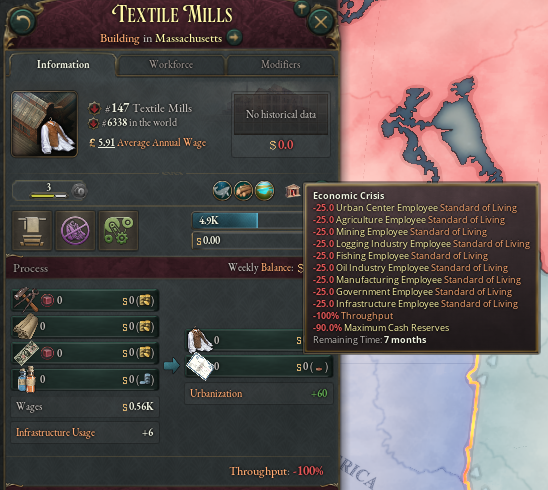 Textile Mills
Building in Massachusetts
Information
Workforce
Modifiers
#147 Textile Mills
#6338 in the world
£ 5.91 Average Annual Wage
No historical data
$0.0
3
4.9K
$0.00
Economic Crisis
-25.0 Urban Center Employee Standard of Living
-25.0 Agriculture Employee Standard of Living
-25.0 Mining Employee Standard of Living
-25.0 Logging Industry Employee Standard of Living
-25.0 Fishing Employee Standard of Living
-25.0 Oil Industry Employee Standard of Living
-25.0 Manufacturing Employee Standard of Living
-25.0 Government Employee Standard of Living
-25.0 Infrastructure Employee Standard of Living
-100% Throughput
-90.0% Maximum Cash Reserves
Remaining Time: 7 months
Process
Weekly Balance: $
0 $0 (
0 $0 (
0 $0 (
0 $0 (
0 $
0 $0 ( - )
Wages $0.56K
Urbanization +60
Infrastructure Usage +6
Throughput: -100%
RICA